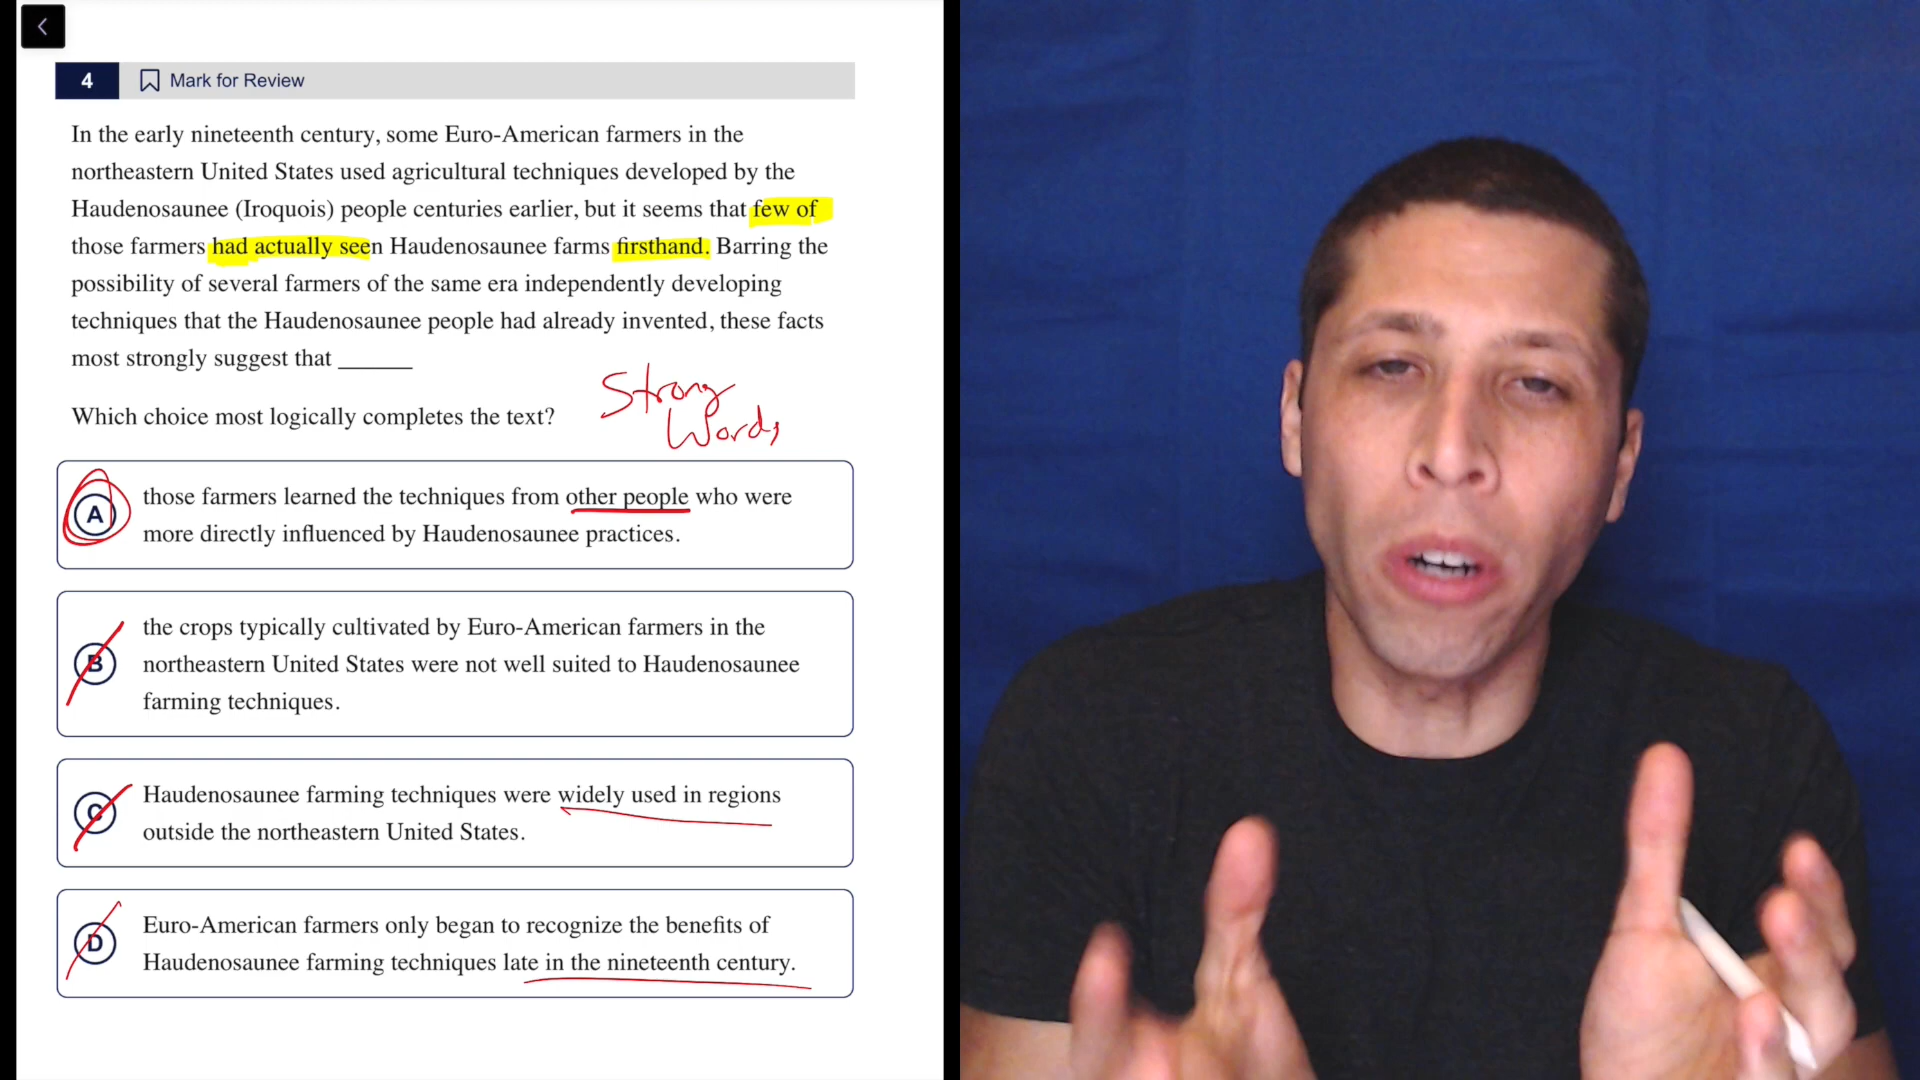 4 Mark for Review
In the early nineteenth century, some Euro-American farmers in the
northeastern United States used agricultural techniques developed by the
Haudenosaunee (Iroquois) people centuries earlier, but it seems that few of
those farmers had actually seen Haudenosaunee farms firsthand. Barring the
possibility of several farmers of the same era independently developing
techniques that the Haudenosaunee people had already invented, these facts
most strongly suggest that ______
Strong
Words
Which choice most logically completes the text?
A those farmers learned the techniques from other people who were
more directly influenced by Haudenosaunee practices.
B the crops typically cultivated by Euro-American farmers in the
northeastern United States were not well suited to Haudenosaunee
farming techniques.
C Haudenosaunee farming techniques were widely used in regions
outside the northeastern United States.
D Euro-American farmers only began to recognize the benefits of
Haudenosaunee farming techniques late in the nineteenth century.